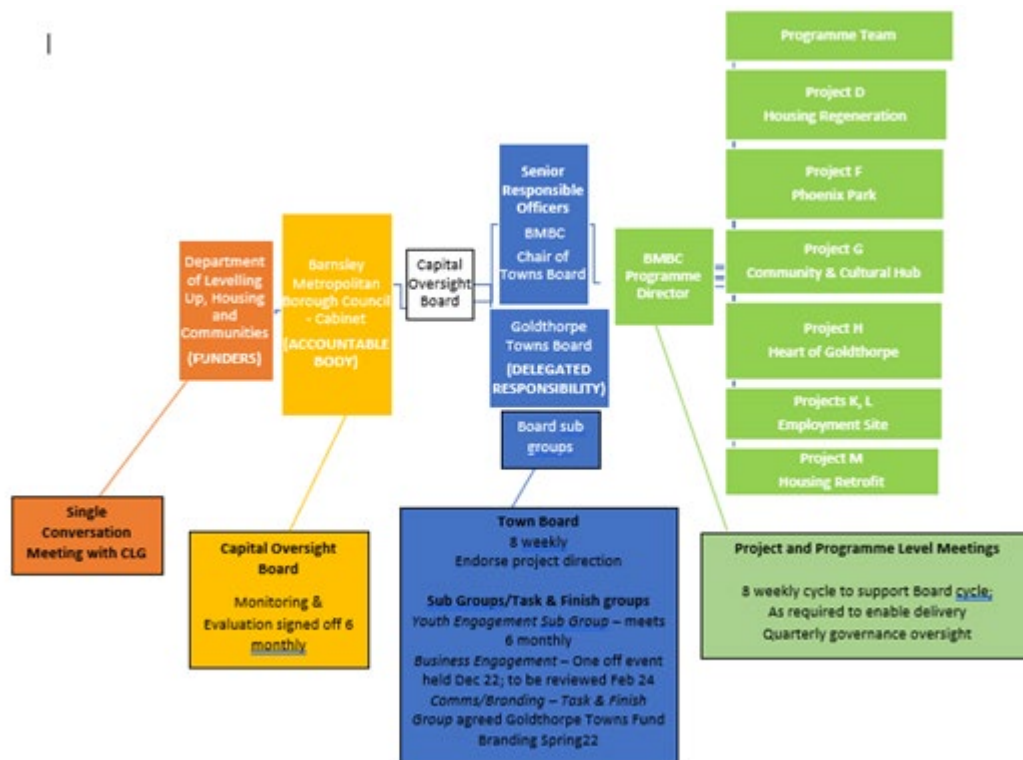 Programme Team
Project D
Housing Regeneration
Project F
Phoenix Park
Project G
Community & Cultural Hub
Project H
Heart of Goldthorpe
Projects K, L
Employment Site
Project M
Housing Retrofit
BMBC
Programme
Director
Senior
Responsible
Officers
BMBC
Chair of
Towns Board
Goldthorpe
Towns Board
(DELEGATED
RESPONSIBILITY)
Board sub
groups
Capital
Oversight
Board
Barnsley
Metropolitan
Borough Council
- Cabinet
(ACCOUNTABLE
BODY)
Department
of Levelling
Up, Housing
and
Communities
(FUNDERS)
Single
Conversation
Meeting with CLG
Capital Oversight
Board
Monitoring &
Evaluation signed off 6
monthly
Town Board
8 weekly
Endorse project direction
Sub Groups/Task & Finish groups
Youth Engagement Sub Group – meets
6 monthly
Business Engagement – One off event
held Dec 22; to be reviewed Feb 24
Comms/Branding – Task & Finish
Group agreed Goldthorpe Towns Fund
Branding Spring22
Project and Programme Level Meetings
8 weekly cycle to support Board cycle;
As required to enable delivery
Quarterly governance oversight